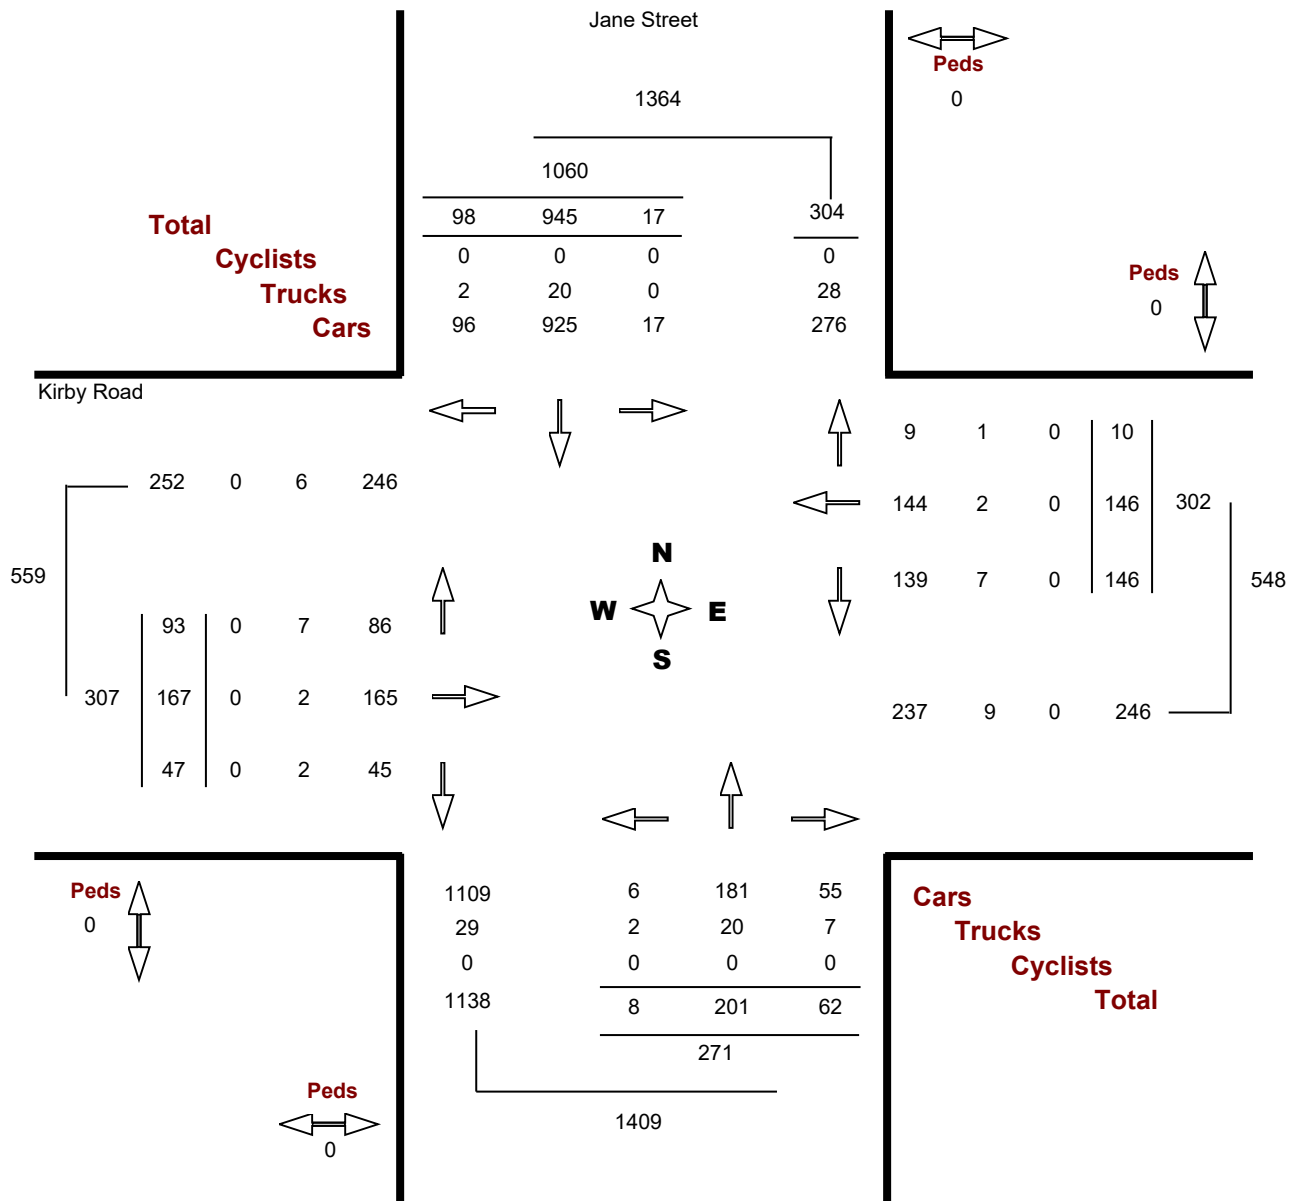 Jane Street
Peds
0
1364
1060
98 945 17 304
Total
0 0 0 0
Cyclists
2 20 0 28
Trucks
96 925 17 276
Cars
Peds
0
Kirby Road
9 1 0 10
252 0 6 246
144 2 0 146 302
N
559
139 7 0 146 548
W E
93 0 7 86
S
307 167 0 2 165
237 9 0 246
47 0 2 45
Peds
0
1109 6 181 55
Cars
29 2 20 7
Trucks
0 0 0 0
Cyclists
1138 8 201 62
Total
271
Peds
0
1409